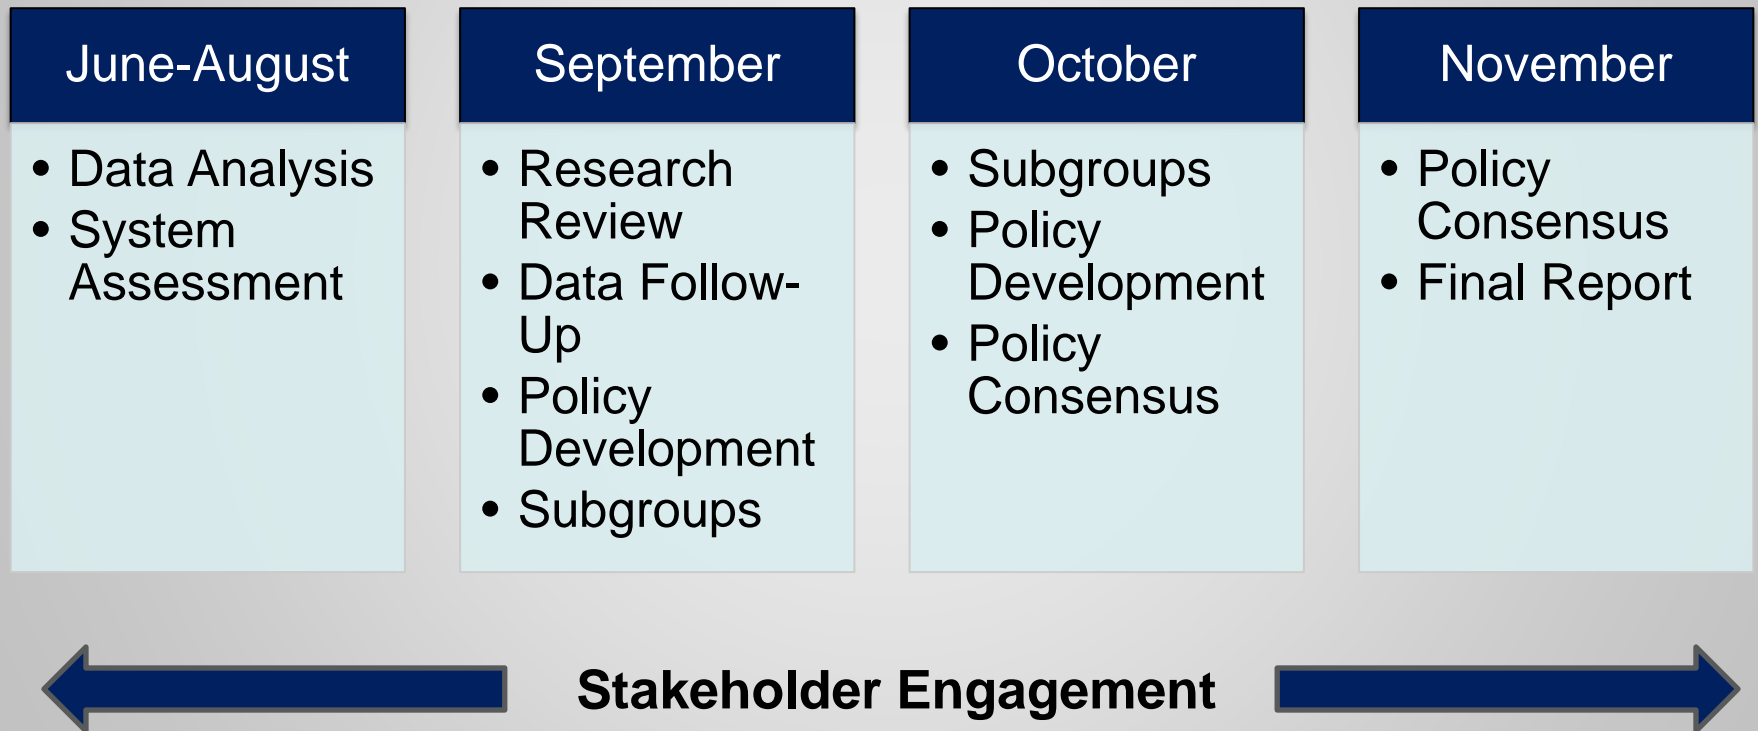 June-August
• Data Analysis
• System
Assessment
September
• Research
Review
• Data Follow-
Up
• Policy
Development
• Subgroups
October
• Subgroups
• Policy
Development
• Policy
Consensus
November
• Policy
Consensus
• Final Report
Stakeholder Engagement